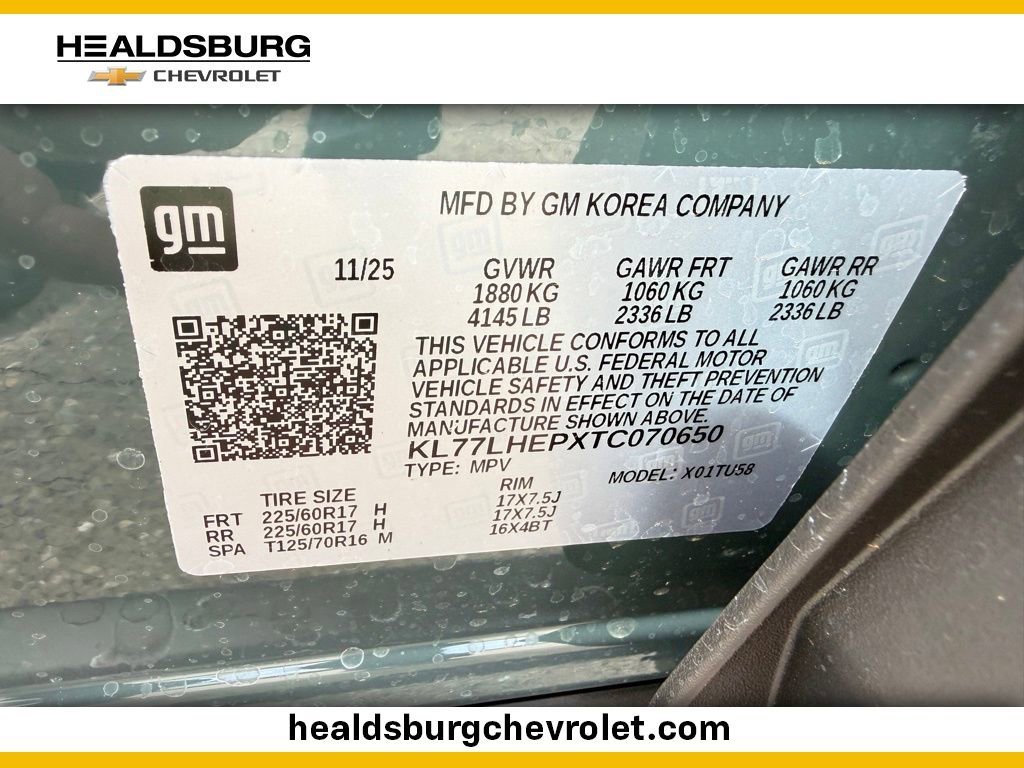 HEALDSBURG
CHEVROLET
gm
MFD BY GM KOREA COMPANY
11/25 GVWR GAWR FRT GAWR RR
1880 KG 1060 KG 1060 KG
4145 LB 2336 LB 2336 LB
THIS VEHICLE CONFORMS TO ALL
APPLICABLE U.S. FEDERAL MOTOR
VEHICLE SAFETY AND THEFT PREVENTION
STANDARDS IN EFFECT ON THE DATE OF
MANUFACTURE SHOWN ABOVE.
KL77LHEPXTC070650
TYPE: MPV MODEL: X01TU58
TIRE SIZE RIM
FRT 225/60R17 H 17X7.5J
RR 225/60R17 H 17X7.5J
SPA T125/70R16 M 16X4BT
healdsburgchevrolet.com